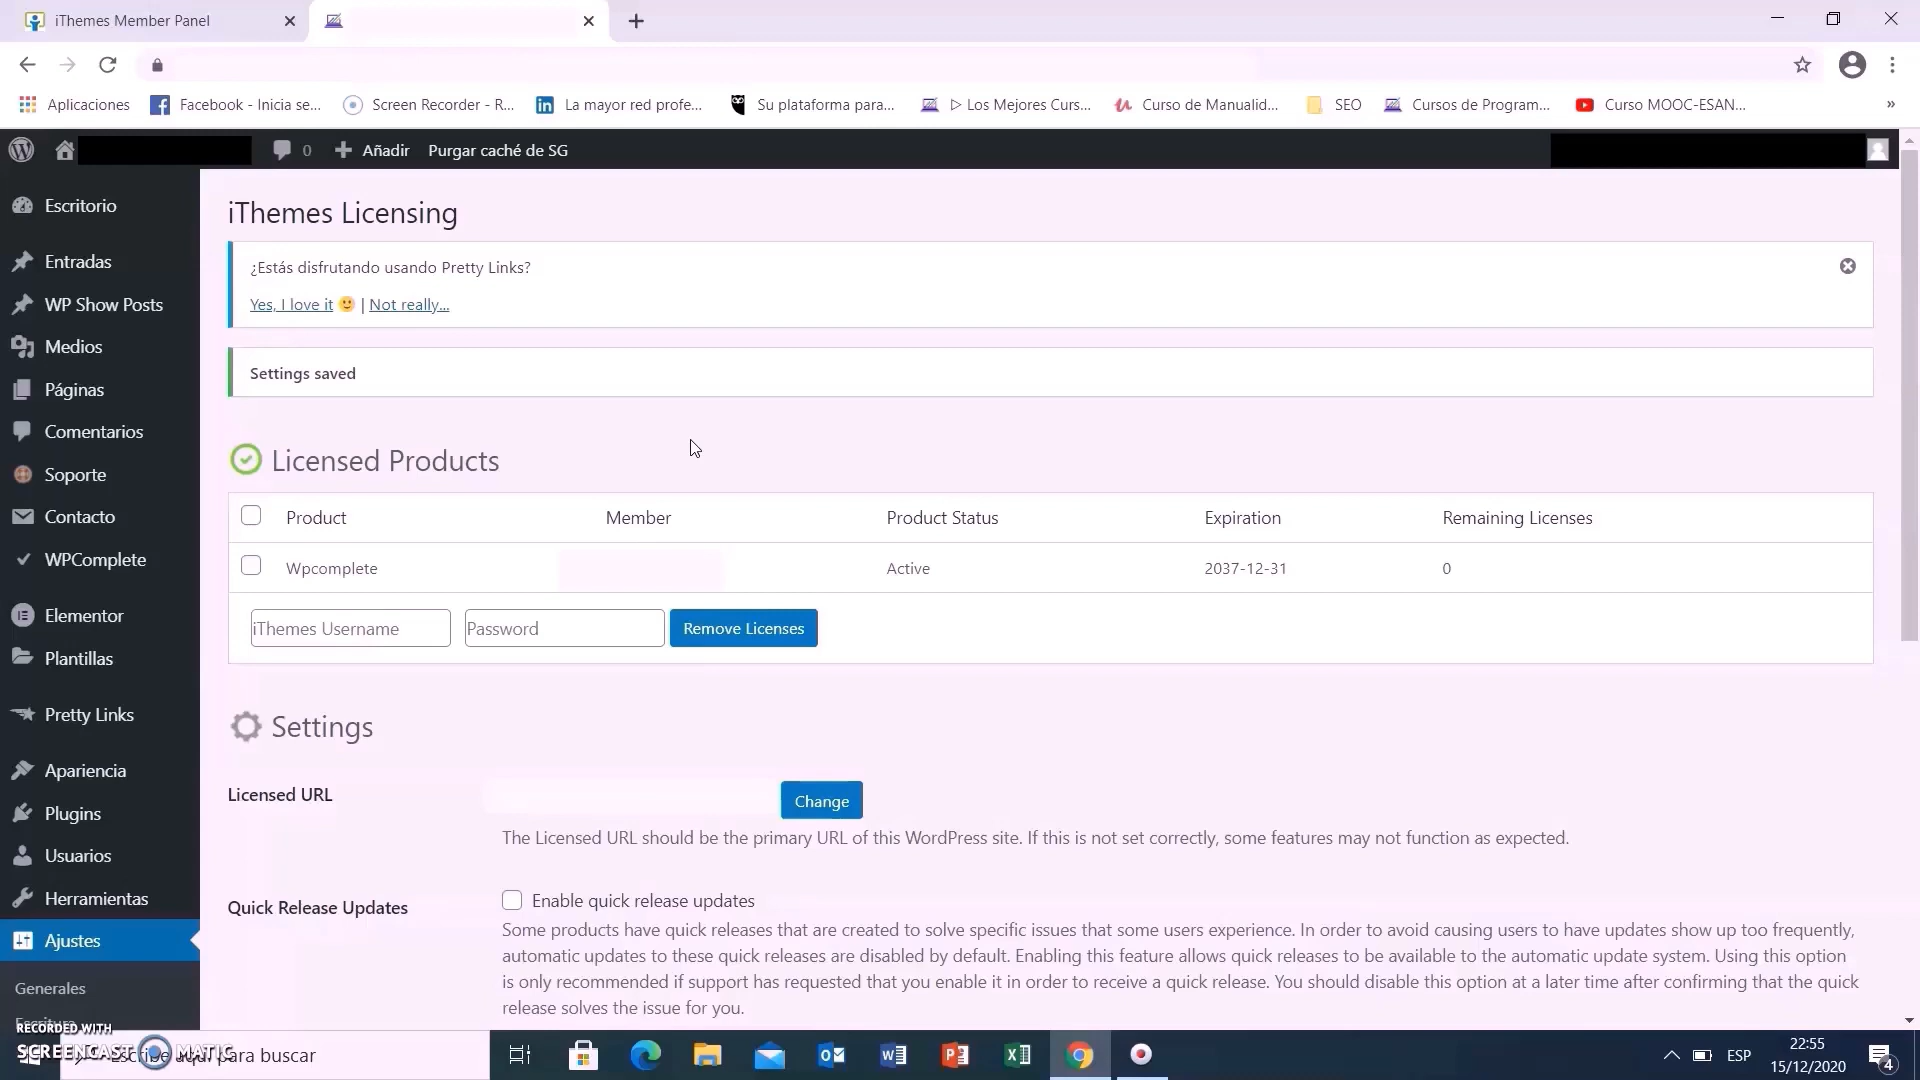 iThemes Member Panel
Aplicaciones
Facebook - Inicia se...
Screen Recorder - R...
La mayor red profe...
Su plataforma para...
▷ Los Mejores Curs...
Curso de Manualid...
SEO
Cursos de Program...
Curso MOOC-ESAN...
»
0
Añadir
Purgar caché de SG
Escritorio
Entradas
WP Show Posts
Medios
Páginas
Comentarios
Soporte
Contacto
WPComplete
Elementor
Plantillas
Pretty Links
Apariencia
Plugins
Usuarios
Herramientas
Ajustes
Generales
Escritura
iThemes Licensing
¿Estás disfrutando usando Pretty Links?
Yes, I love it 🙂 | Not really...
Settings saved
Licensed Products
Product Member Product Status Expiration Remaining Licenses
Wpcomplete Active 2037-12-31 0
iThemes Username Password Remove Licenses
Settings
Licensed URL
Change
The Licensed URL should be the primary URL of this WordPress site. If this is not set correctly, some features may not function as expected.
Quick Release Updates
Enable quick release updates
Some products have quick releases that are created to solve specific issues that some users experience. In order to avoid causing users to have updates show up too frequently,
automatic updates to these quick releases are disabled by default. Enabling this feature allows quick releases to be available to the automatic update system. Using this option
is only recommended if support has requested that you enable it in order to receive a quick release. You should disable this option at a later time after confirming that the quick
release solves the issue for you.
RECORDED WITH
SCREENCAST MATIC
Escribe aquí para buscar
ESP
22:55
15/12/2020
4